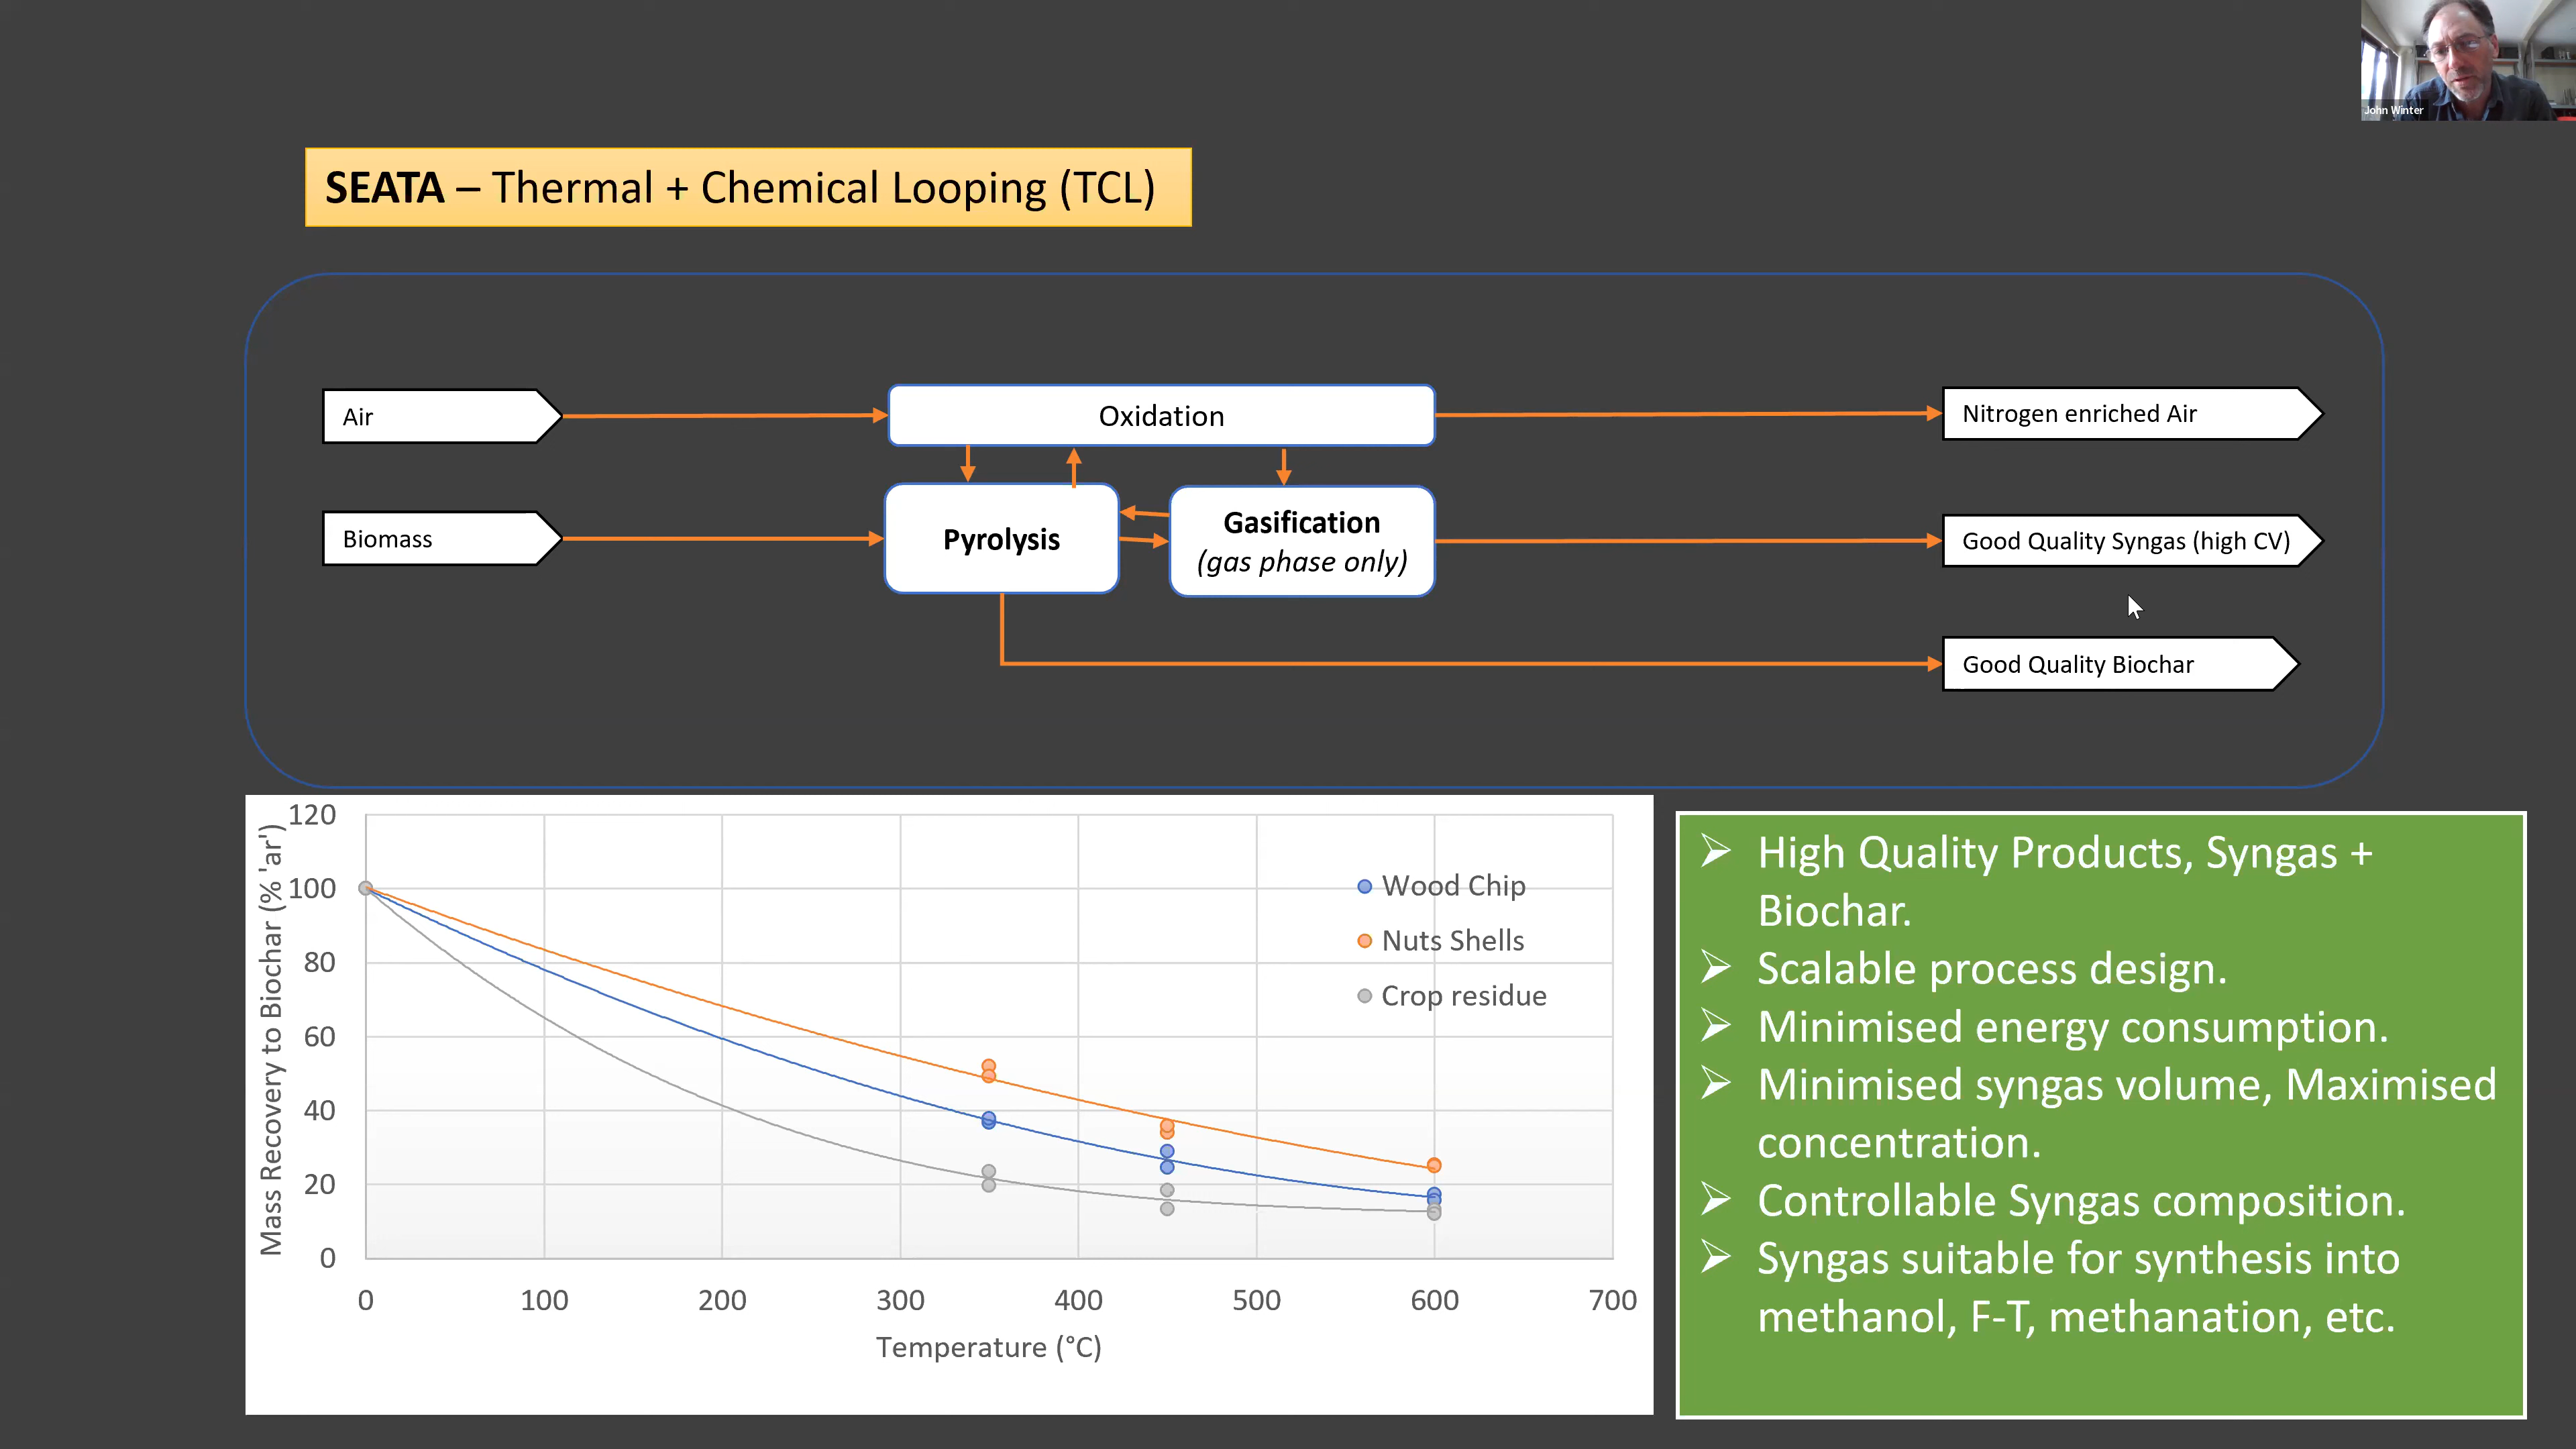 John Winter
SEATA – Thermal + Chemical Looping (TCL)
Air
Oxidation
Nitrogen enriched Air
Biomass
Pyrolysis
Gasification
(gas phase only)
Good Quality Syngas (high CV)
Good Quality Biochar
Mass Recovery to Biochar (% 'ar')
120
100
80
60
40
20
0
Wood Chip
Nuts Shells
Crop residue
0 100 200 300 400 500 600 700
Temperature (°C)
➢ High Quality Products, Syngas +
Biochar.
➢ Scalable process design.
➢ Minimised energy consumption.
➢ Minimised syngas volume, Maximised
concentration.
➢ Controllable Syngas composition.
➢ Syngas suitable for synthesis into
methanol, F-T, methanation, etc.